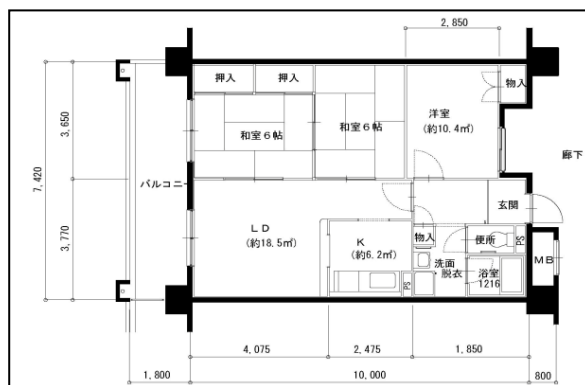 2,850
押入
押入
物入
洋室
(約10.4㎡)
和室6帖
和室6帖
廊下
3,650
7,420
3,770
バルコニー
玄関
LD
(約18.5㎡)
K
(約6.2㎡)
物入
便所
PS
洗面
脱衣
浴室
1216
PS
MB
4,075
2,475
1,850
1,800
10,000
800